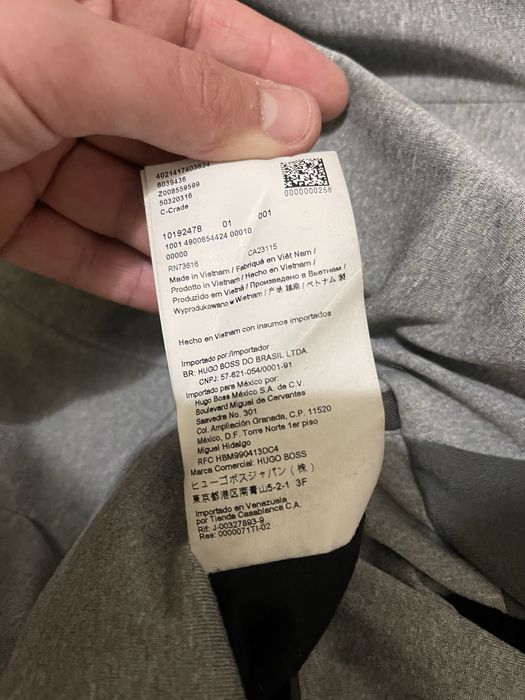 4021417403824
8039436
Z008559599
50320316
C-Crade
0000000258
10192478 01 001
1001 4900654424 00010
00000
RN73616 CA23115
Made in Vietnam / Fabriqué en Viêt Nam /
Prodotto in Vietnam / Hecho en Vietnam /
Produzido em Vietnã / Произведено в Вьетнам /
Wyprodukowano w Wietnam / 产地 越南 / ベトナム 製
Hecho en Vietnam con insumos importados
Importado por:/Importador
BR: HUGO BOSS DO BRASIL LTDA.
CNPJ: 57-621-054/0001-91
Importado para México por:
Hugo Boss México S.A. de C.V.
Boulevard Miguel de Cervantes
Saavedra No. 301
Col. Ampliación Granada, C.P. 11520
México, D.F. Torre Norte 1er piso
Miguel Hidalgo
RFC HBM990413DC4
Marca Comercial: HUGO BOSS
ヒューゴボスジャパン (株)
東京都港区南青山5-2-1 3F
Importado en Venezuela
por Tienda Casablanca C.A.
Rif: J-00327893-9
Res: 0000071TI-02